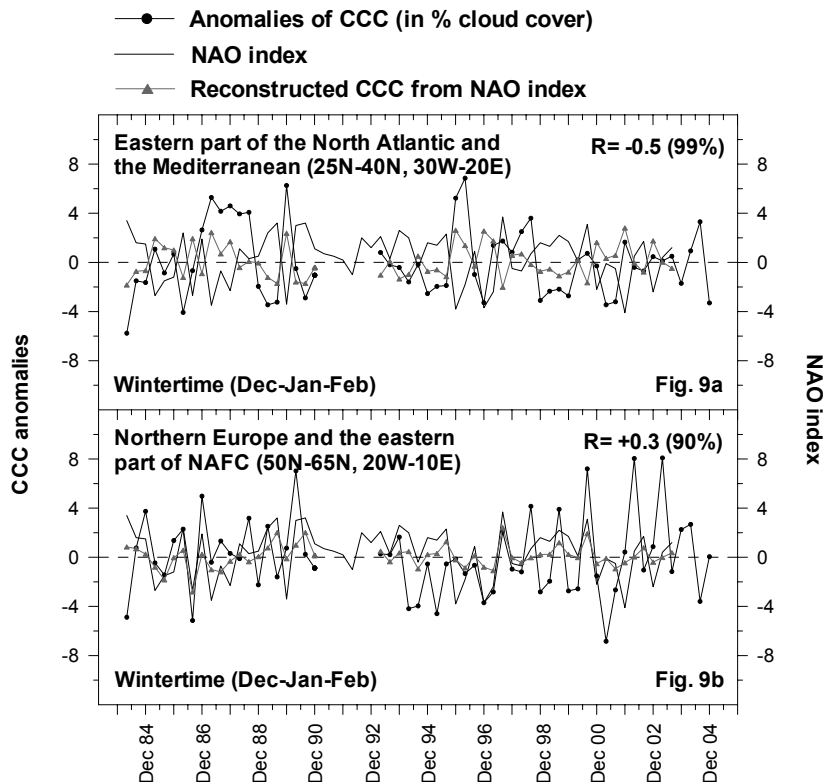 Anomalies of CCC (in % cloud cover)
NAO index
Reconstructed CCC from NAO index
Eastern part of the North Atlantic and
the Mediterranean (25N-40N, 30W-20E)
R= -0.5 (99%)
8
4
0
-4
-8
8
4
0
-4
-8
Wintertime (Dec-Jan-Feb)
Fig. 9a
CCC anomalies
NAO index
Northern Europe and the eastern
part of NAFC (50N-65N, 20W-10E)
R= +0.3 (90%)
8
4
0
-4
-8
8
4
0
-4
-8
Wintertime (Dec-Jan-Feb)
Fig. 9b
Dec 84
Dec 86
Dec 88
Dec 90
Dec 92
Dec 94
Dec 96
Dec 98
Dec 00
Dec 02
Dec 04